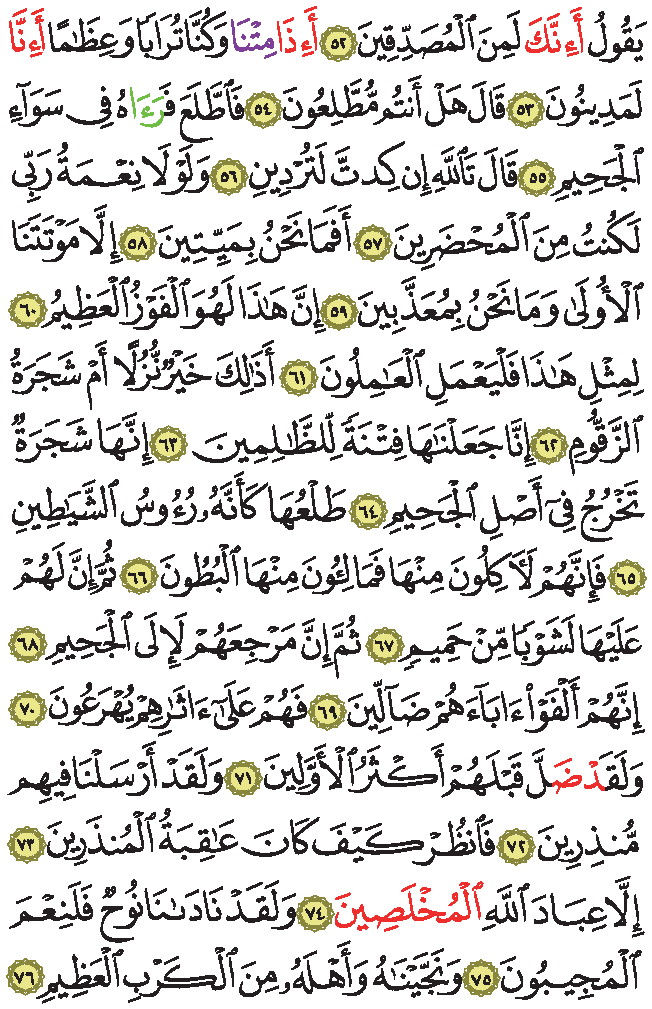 يَقُولُ أَءِنَّكَ لَمِنَ ٱلْمُصَدِّقِينَ ٥٢ أَءِذَا مِتْنَا وَكُنَّا تُرَابًا وَعِظَٰمًا أَءِنَّا
لَمَدِينُونَ ٥٣ قَالَ هَلْ أَنتُم مُّطَّلِعُونَ ٥٤ فَٱطَّلَعَ فَرَءَاهُ فِى سَوَآءِ
ٱلْجَحِيمِ ٥٥ قَالَ تَٱللَّهِ إِن كِدتَّ لَتُرْدِينِ ٥٦ وَلَوْلَا نِعْمَةُ رَبِّى
لَكُنتُ مِنَ ٱلْمُحْضَرِينَ ٥٧ أَفَمَا نَحْنُ بِمَيِّتِينَ ٥٨ إِلَّا مَوْتَتَنَا
ٱلْأُولَىٰ وَمَا نَحْنُ بِمُعَذَّبِينَ ٥٩ إِنَّ هَٰذَا لَهُوَ ٱلْفَوْزُ ٱلْعَظِيمُ ٦٠
لِمِثْلِ هَٰذَا فَلْيَعْمَلِ ٱلْعَٰمِلُونَ ٦١ أَذَٰلِكَ خَيْرٌ نُّزُلًا أَمْ شَجَرَةُ
ٱلزَّقُّومِ ٦٢ إِنَّا جَعَلْنَٰهَا فِتْنَةً لِّلظَّٰلِمِينَ ٦٣ إِنَّهَا شَجَرَةٌ
تَخْرُجُ فِىٓ أَصْلِ ٱلْجَحِيمِ ٦٤ طَلْعُهَا كَأَنَّهُۥ رُءُوسُ ٱلشَّيَٰطِينِ
٦٥ فَإِنَّهُمْ لَأَكِلُونَ مِنْهَا فَمَالِـُٔونَ مِنْهَا ٱلْبُطُونَ ٦٦ ثُمَّ إِنَّ لَهُمْ
عَلَيْهَا لَشَوْبًا مِّنْ حَمِيمٍ ٦٧ ثُمَّ إِنَّ مَرْجِعَهُمْ لَإِلَى ٱلْجَحِيمِ ٦٨
إِنَّهُمْ أَلْفَوْا۟ ءَابَآءَهُمْ ضَآلِّينَ ٦٩ فَهُمْ عَلَىٰٓ ءَاثَٰرِهِمْ يُهْرَعُونَ ٧٠
وَلَقَدْ ضَلَّ قَبْلَهُمْ أَكْثَرُ ٱلْأَوَّلِينَ ٧١ وَلَقَدْ أَرْسَلْنَا فِيهِم
مُّنذِرِينَ ٧٢ فَٱنظُرْ كَيْفَ كَانَ عَٰقِبَةُ ٱلْمُنذَرِينَ ٧٣
إِلَّا عِبَادَ ٱللَّهِ ٱلْمُخْلَصِينَ ٧٤ وَلَقَدْ نَادَىٰنَا نُوحٌ فَلَنِعْمَ
ٱلْمُجِيبُونَ ٧٥ وَنَجَّيْنَٰهُ وَأَهْلَهُۥ مِنَ ٱلْكَرْبِ ٱلْعَظِيمِ ٧٦